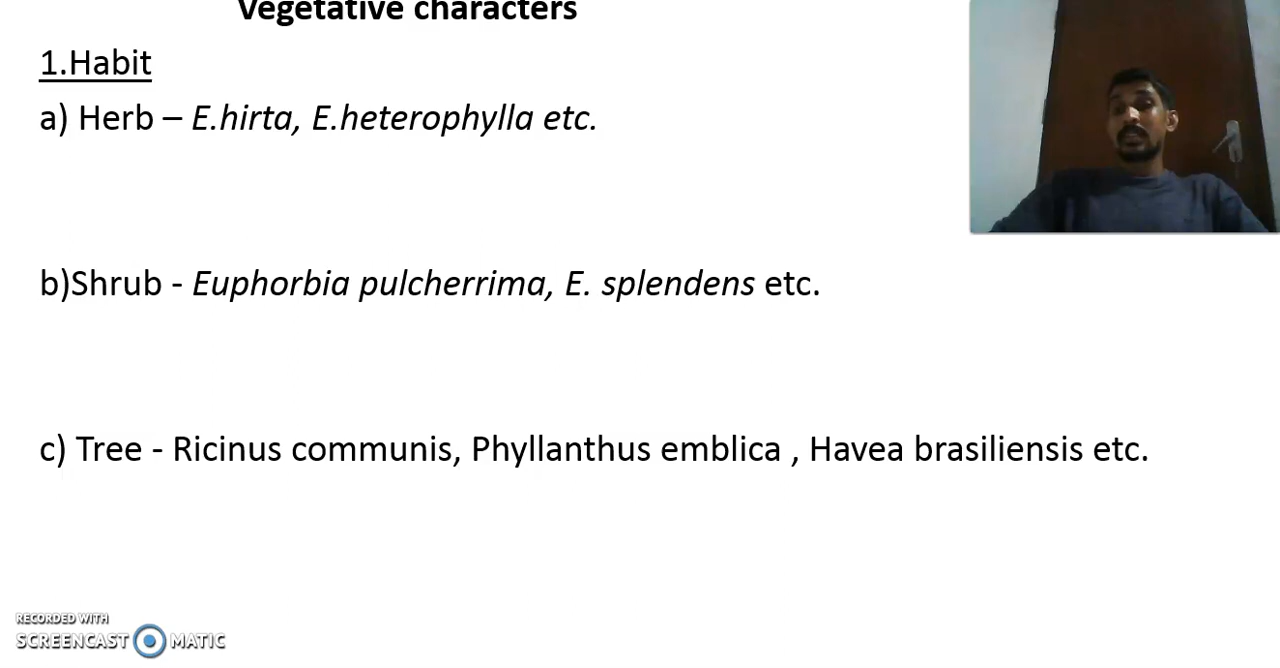 Vegetative characters
1.Habit
a) Herb – E.hirta, E.heterophylla etc.
b)Shrub - Euphorbia pulcherrima, E. splendens etc.
c) Tree - Ricinus communis, Phyllanthus emblica , Havea brasiliensis etc.
RECORDED WITH
SCREENCAST MATIC